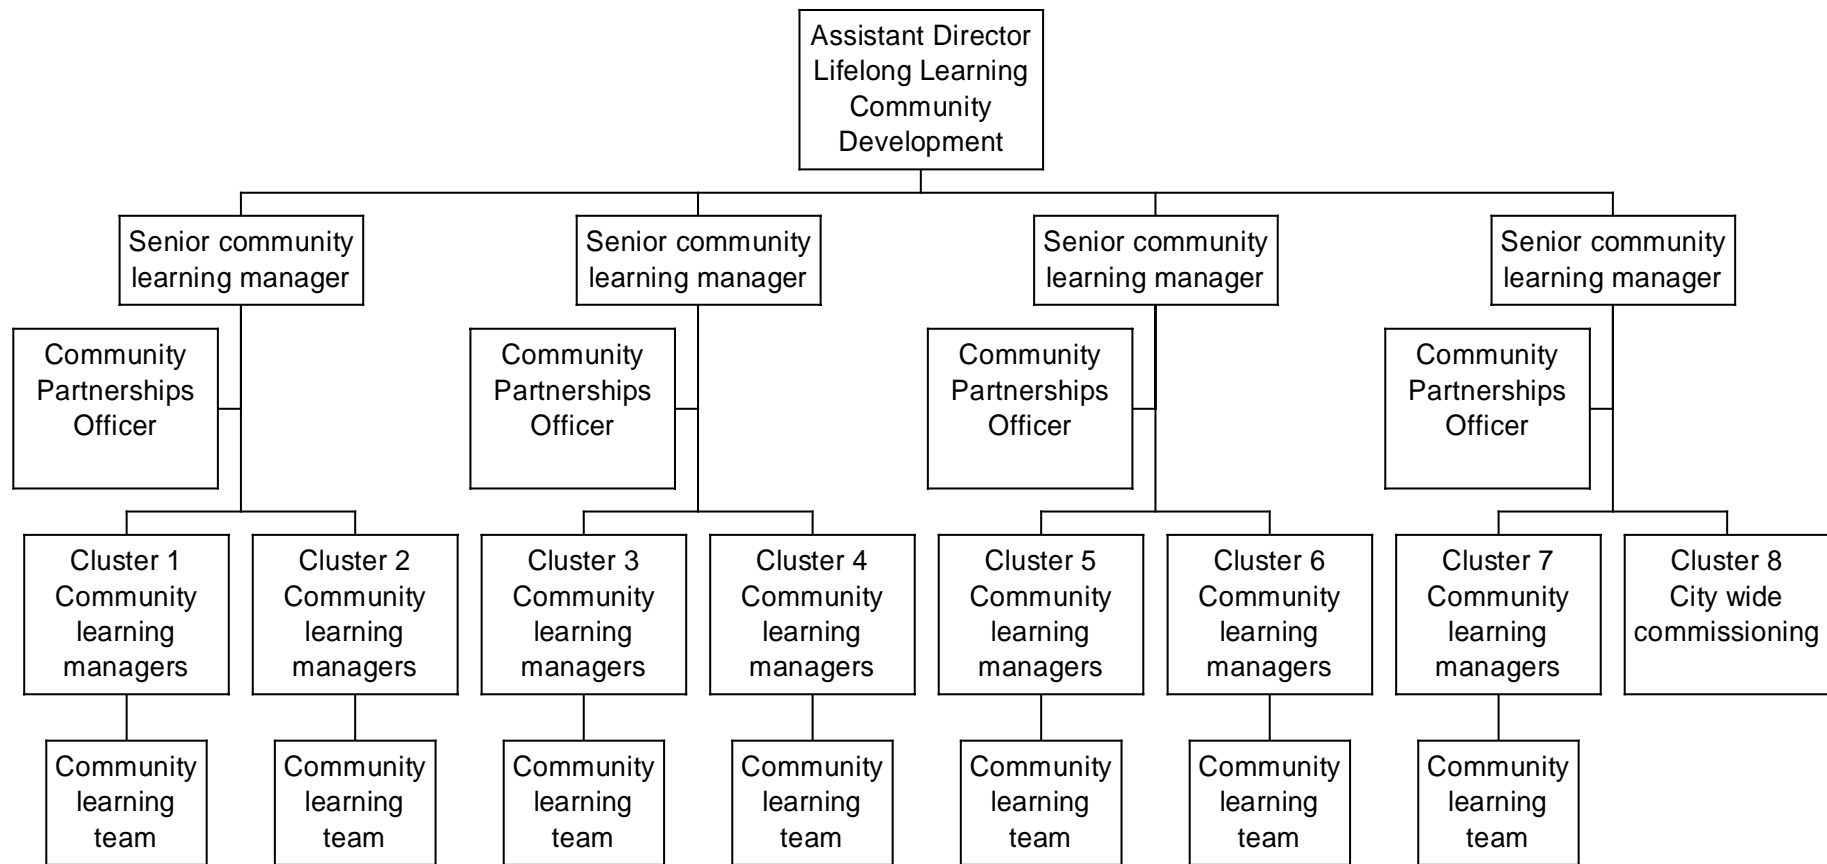 Assistant Director
Lifelong Learning
Community
Development
Senior community
learning manager
Senior community
learning manager
Senior community
learning manager
Senior community
learning manager
Community
Partnerships
Officer
Community
Partnerships
Officer
Community
Partnerships
Officer
Community
Partnerships
Officer
Cluster 1
Community
learning
managers
Cluster 2
Community
learning
managers
Cluster 3
Community
learning
managers
Cluster 4
Community
learning
managers
Cluster 5
Community
learning
managers
Cluster 6
Community
learning
managers
Cluster 7
Community
learning
managers
Cluster 8
City wide
commissioning
Community
learning
team
Community
learning
team
Community
learning
team
Community
learning
team
Community
learning
team
Community
learning
team
Community
learning
team